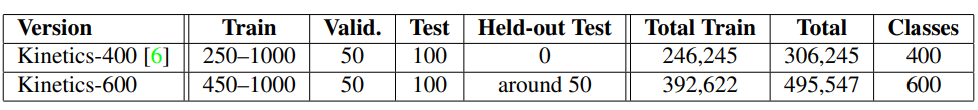 Version Train Valid. Test Held-out Test Total Train Total Classes
Kinetics-400 [6] 250–1000 50 100 0 246,245 306,245 400
Kinetics-600 450–1000 50 100 around 50 392,622 495,547 600